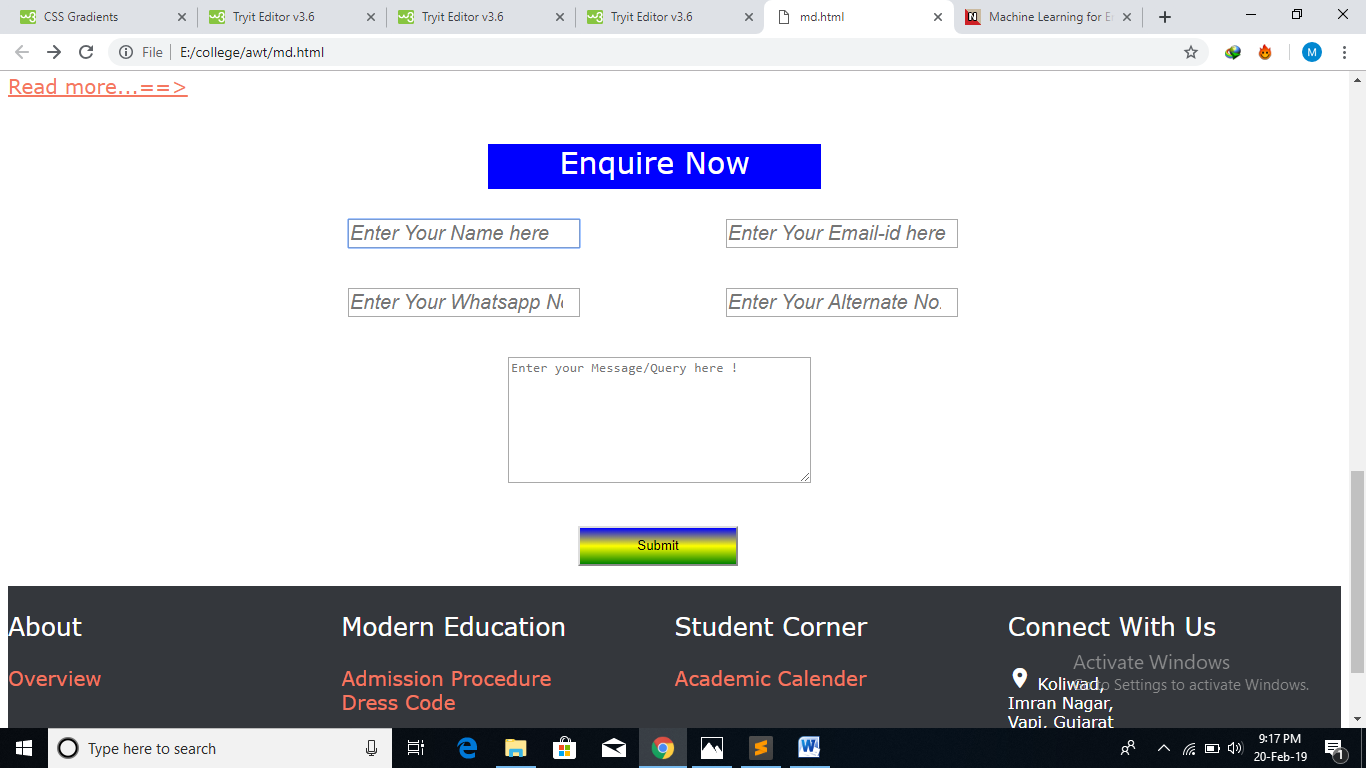 CSS Gradients
Tryit Editor v3.6
Tryit Editor v3.6
Tryit Editor v3.6
md.html
Machine Learning for E
File
E:/college/awt/md.html
M
Read more...==>
Enquire Now
Enter Your Name here
Enter Your Email-id here
Enter Your Whatsapp No
Enter Your Alternate No.
Enter your Message/Query here !
Submit
About
Modern Education
Student Corner
Connect With Us
Overview
Admission Procedure
Dress Code
Academic Calender
Koliwad,
Imran Nagar,
Vapi, Gujarat
Activate Windows
Go to Settings to activate Windows.
Type here to search
9:17 PM
20-Feb-19
1